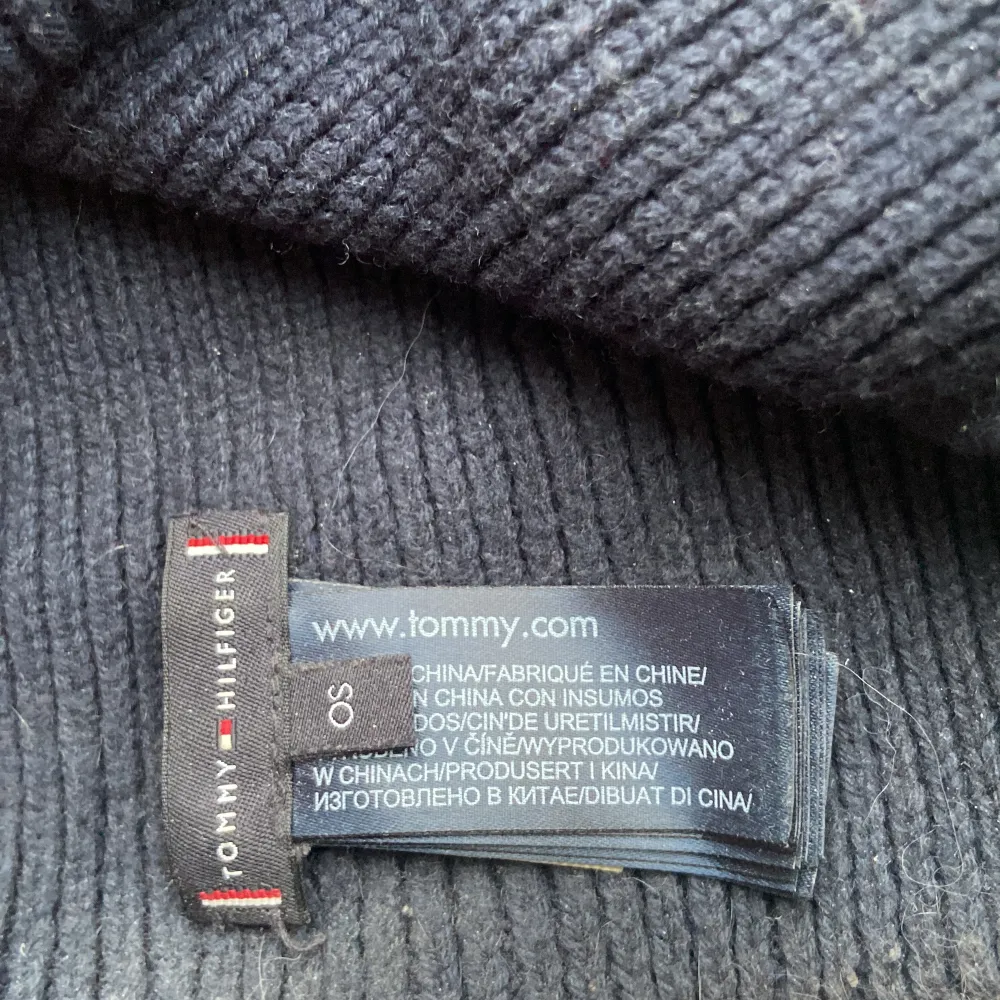 TOMMY HILFIGER
OS
www.tommy.com
CHINA/FABRIQUÉ EN CHINE/
N CHINA CON INSUMOS
DOS/CIN'DE URETILMISTIR/
O V ČÍNĚ/WYPRODUKOWANO
W CHINACH/PRODUSERT I KINA/
ИЗГОТОВЛЕНО В КИТАЕ/DIBUAT DI CINA/